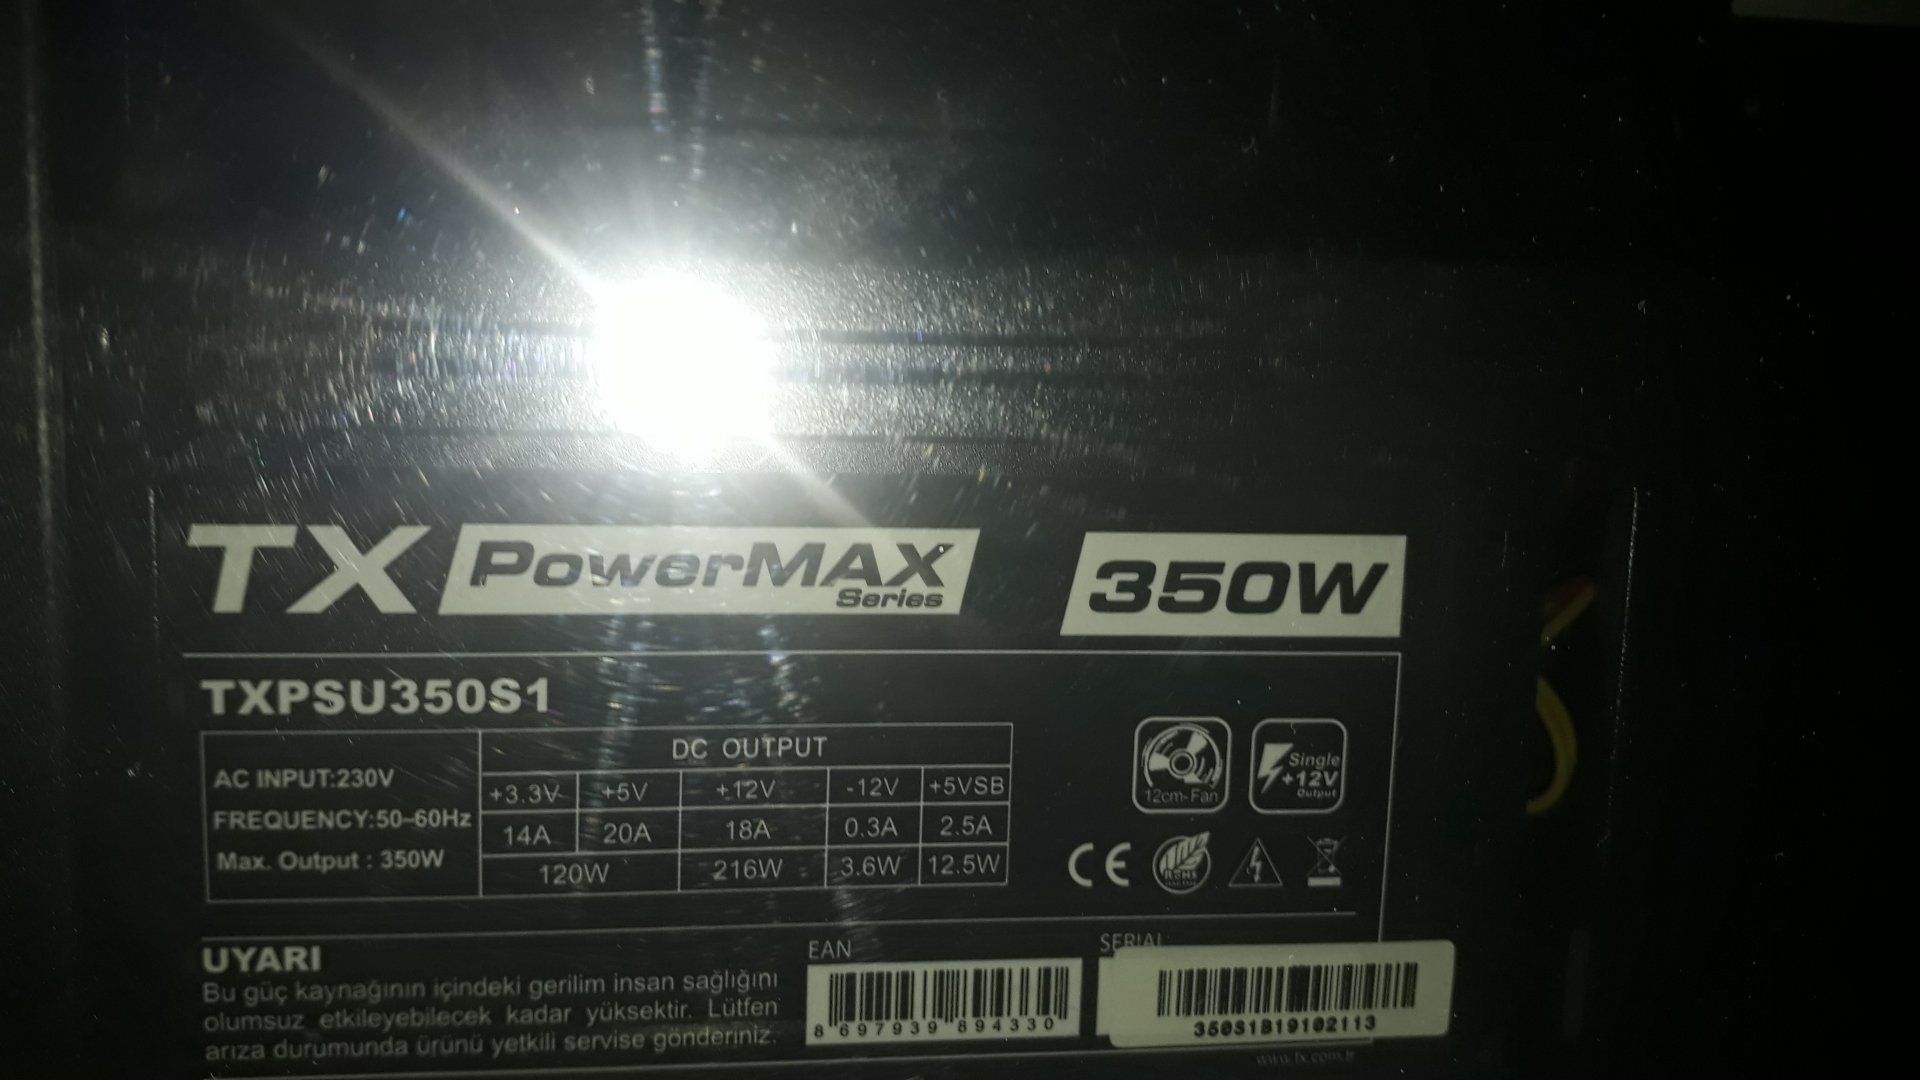 TX PowerMAX 350W
Series
TXPSU350S1
AC INPUT:230V
FREQUENCY:50~60Hz
Max. Output : 350W
DC OUTPUT
+3.3V +5V +12V -12V +5VSB
14A 20A 18A 0.3A 2.5A
120W 216W 3.6W 12.5W
12cm-Fan
Single
+12V
Output
CE
RoHS
UYARI
Bu güç kaynağının içindeki gerilim insan sağlığını
olumsuz etkileyebilecek kadar yüksektir. Lütfen
arıza durumunda ürünü yetkili servise gönderiniz.
EAN
8 697939 894330
SERIAL
350S1B19102113
www.tx.com.tr